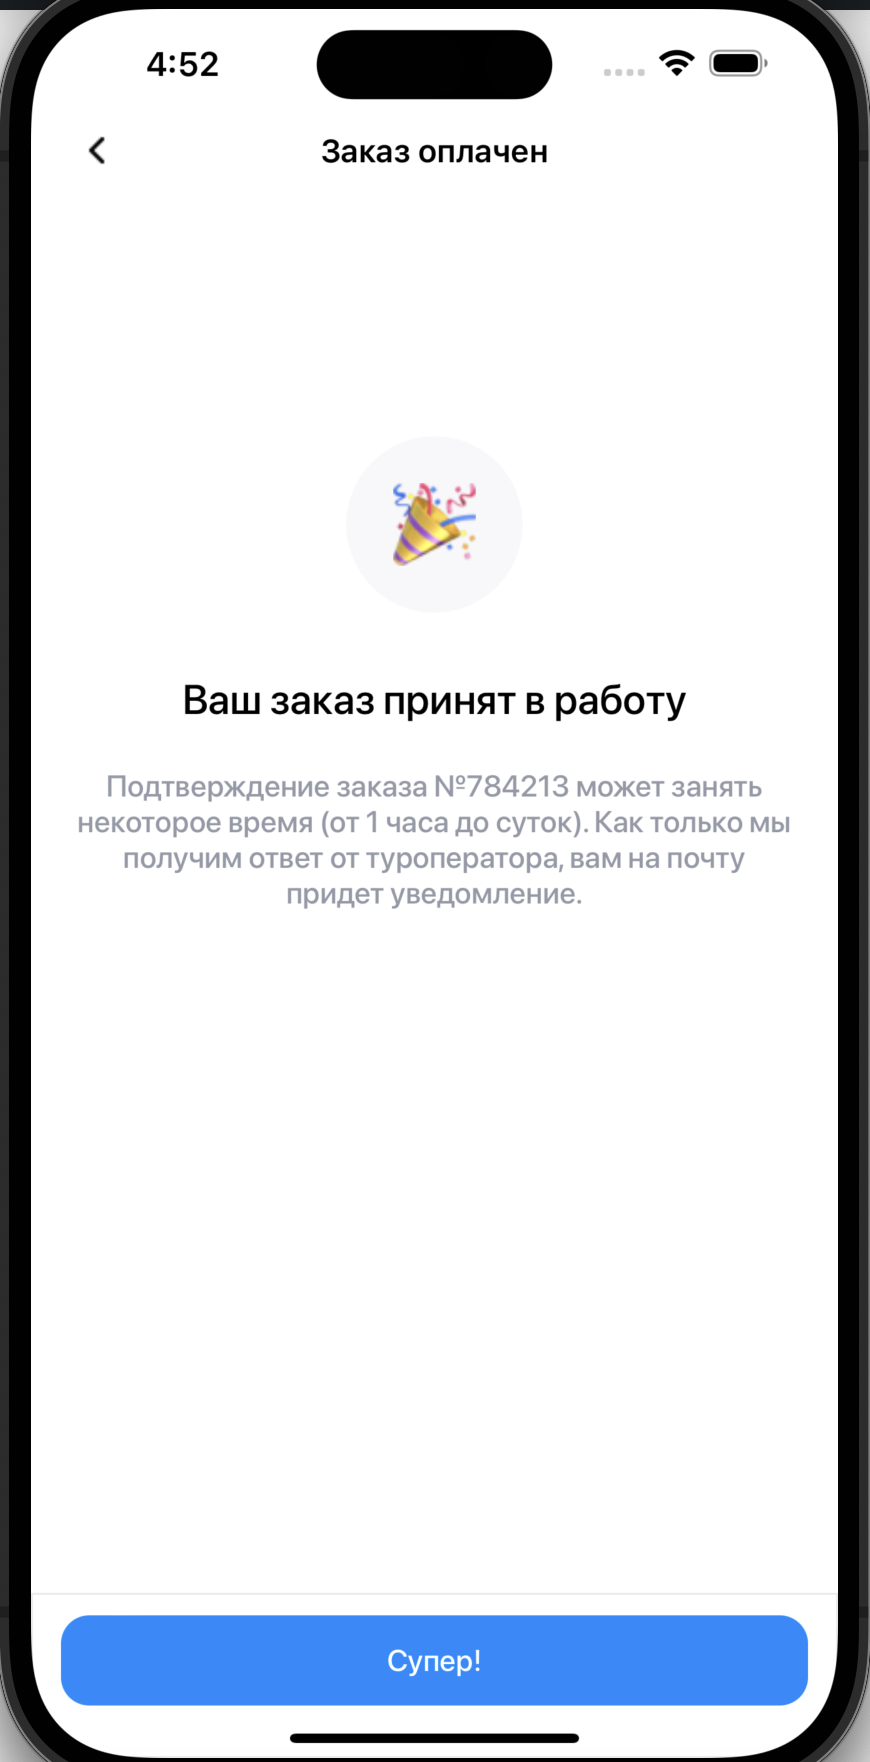 4:52
Заказ оплачен
Ваш заказ принят в работу
Подтверждение заказа №784213 может занять
некоторое время (от 1 часа до суток). Как только мы
получим ответ от туроператора, вам на почту
придет уведомление.
Супер!